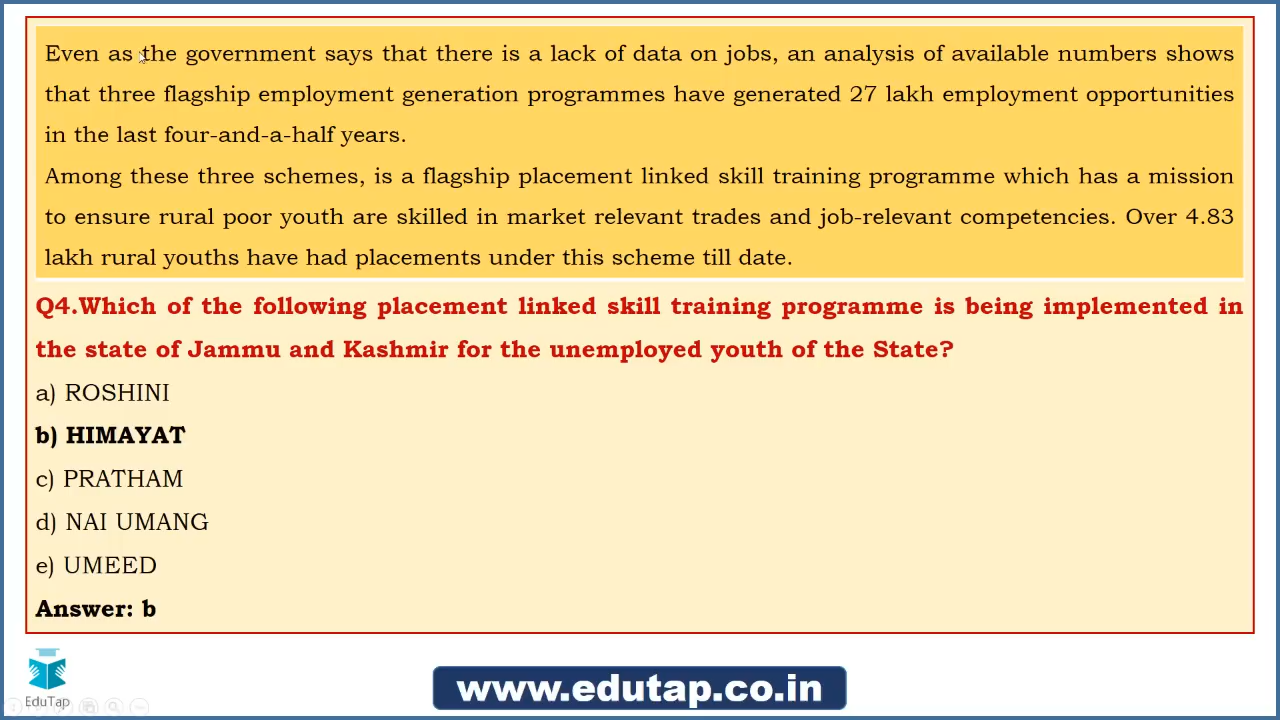 Even as the government says that there is a lack of data on jobs, an analysis of available numbers shows
that three flagship employment generation programmes have generated 27 lakh employment opportunities
in the last four-and-a-half years.
Among these three schemes, is a flagship placement linked skill training programme which has a mission
to ensure rural poor youth are skilled in market relevant trades and job-relevant competencies. Over 4.83
lakh rural youths have had placements under this scheme till date.
Q4.Which of the following placement linked skill training programme is being implemented in
the state of Jammu and Kashmir for the unemployed youth of the State?
a) ROSHINI
b) HIMAYAT
c) PRATHAM
d) NAI UMANG
e) UMEED
Answer: b
EduTap
www.edutap.co.in